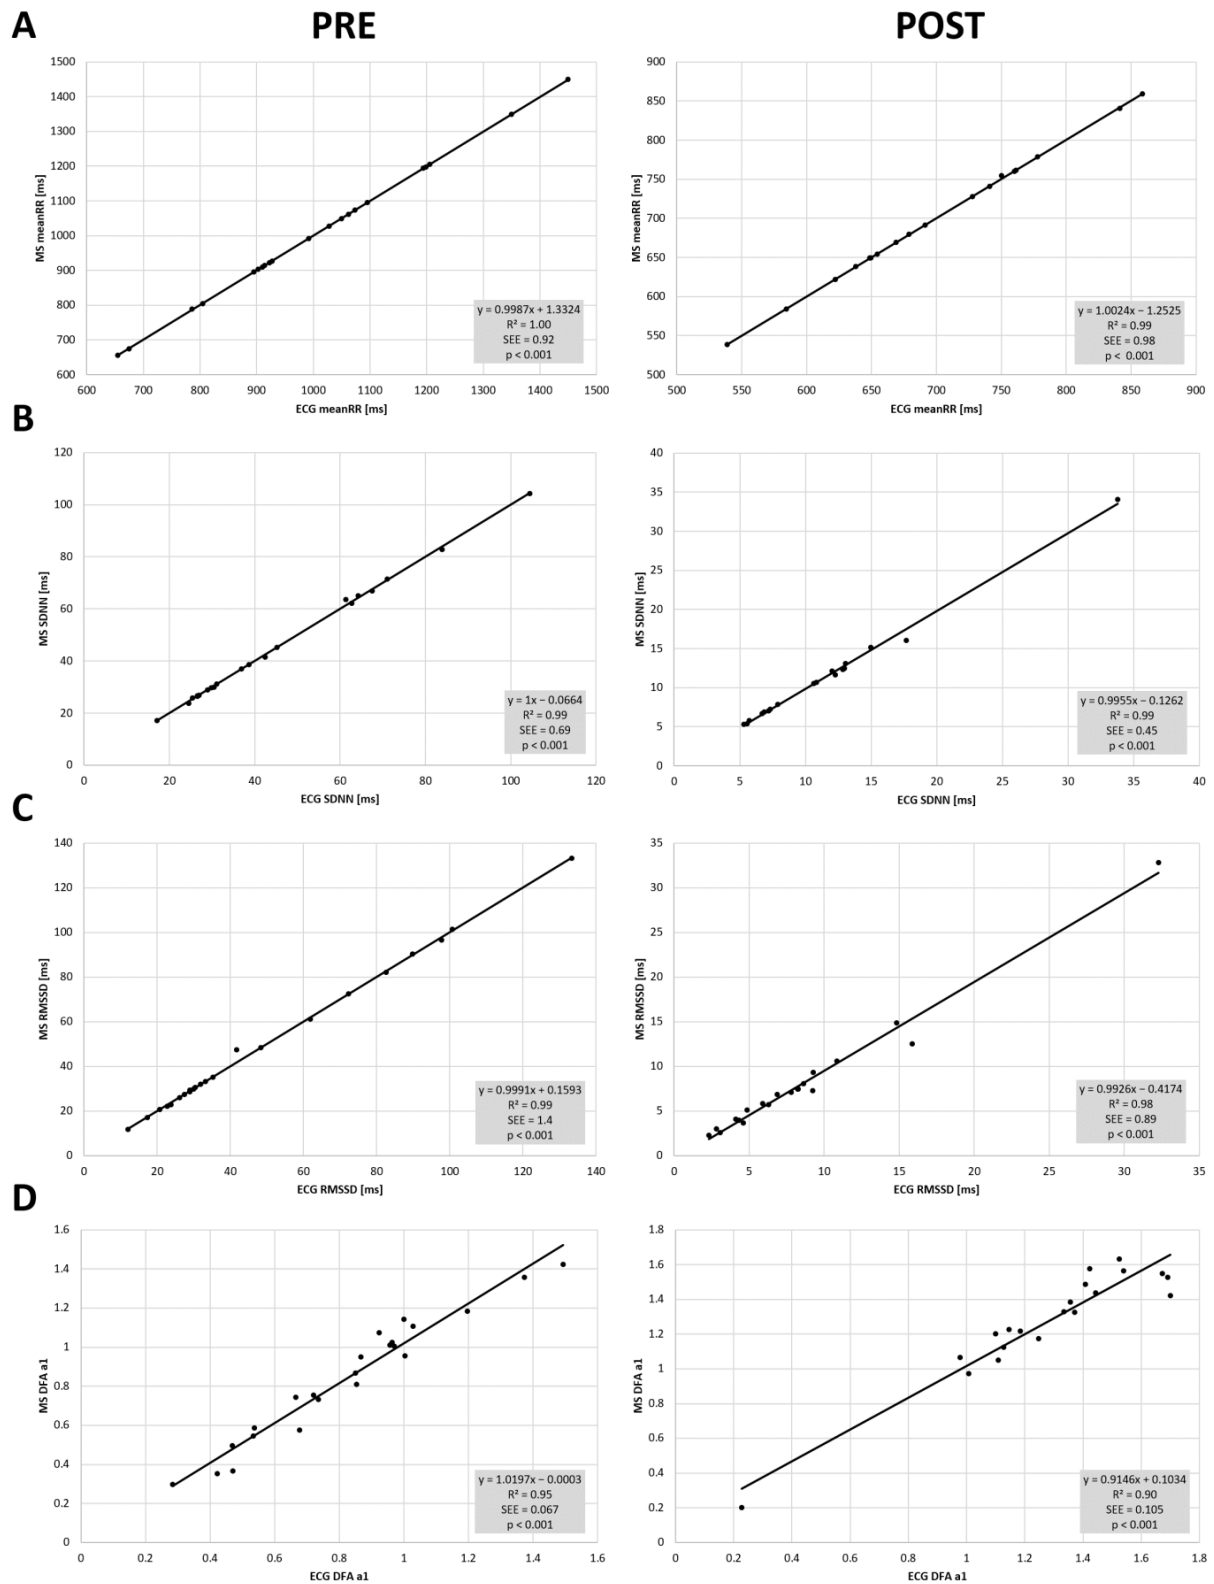 A
PRE
POST
1500
1400
1300
1200
1100
1000
900
800
700
600
MS meanRR [ms]
y = 0.9987x + 1.3324
R² = 1.00
SEE = 0.92
p < 0.001
600 700 800 900 1000 1100 1200 1300 1400 1500
ECG meanRR [ms]
900
850
800
750
700
650
600
550
500
MS meanRR [ms]
y = 1.0024x − 1.2525
R² = 0.99
SEE = 0.98
p < 0.001
500 550 600 650 700 750 800 850 900
ECG meanRR [ms]
B
120
100
80
60
40
20
0
MS SDNN [ms]
y = 1x − 0.0664
R² = 0.99
SEE = 0.69
p < 0.001
0 20 40 60 80 100 120
ECG SDNN [ms]
40
35
30
25
20
15
10
5
0
MS SDNN [ms]
y = 0.9955x − 0.1262
R² = 0.99
SEE = 0.45
p < 0.001
0 5 10 15 20 25 30 35 40
ECG SDNN [ms]
C
140
120
100
80
60
40
20
0
MS RMSSD [ms]
y = 0.9991x + 0.1593
R² = 0.99
SEE = 1.4
p < 0.001
0 20 40 60 80 100 120 140
ECG RMSSD [ms]
35
30
25
20
15
10
5
0
MS RMSSD [ms]
y = 0.9926x − 0.4174
R² = 0.98
SEE = 0.89
p < 0.001
0 5 10 15 20 25 30 35
ECG RMSSD [ms]
D
1.6
1.4
1.2
1
0.8
0.6
0.4
0.2
0
MS DFA a1
y = 1.0197x − 0.0003
R² = 0.95
SEE = 0.067
p < 0.001
0 0.2 0.4 0.6 0.8 1 1.2 1.4 1.6
ECG DFA a1
1.8
1.6
1.4
1.2
1
0.8
0.6
0.4
0.2
0
MS DFA a1
y = 0.9146x + 0.1034
R² = 0.90
SEE = 0.105
p < 0.001
0 0.2 0.4 0.6 0.8 1 1.2 1.4 1.6 1.8
ECG DFA a1